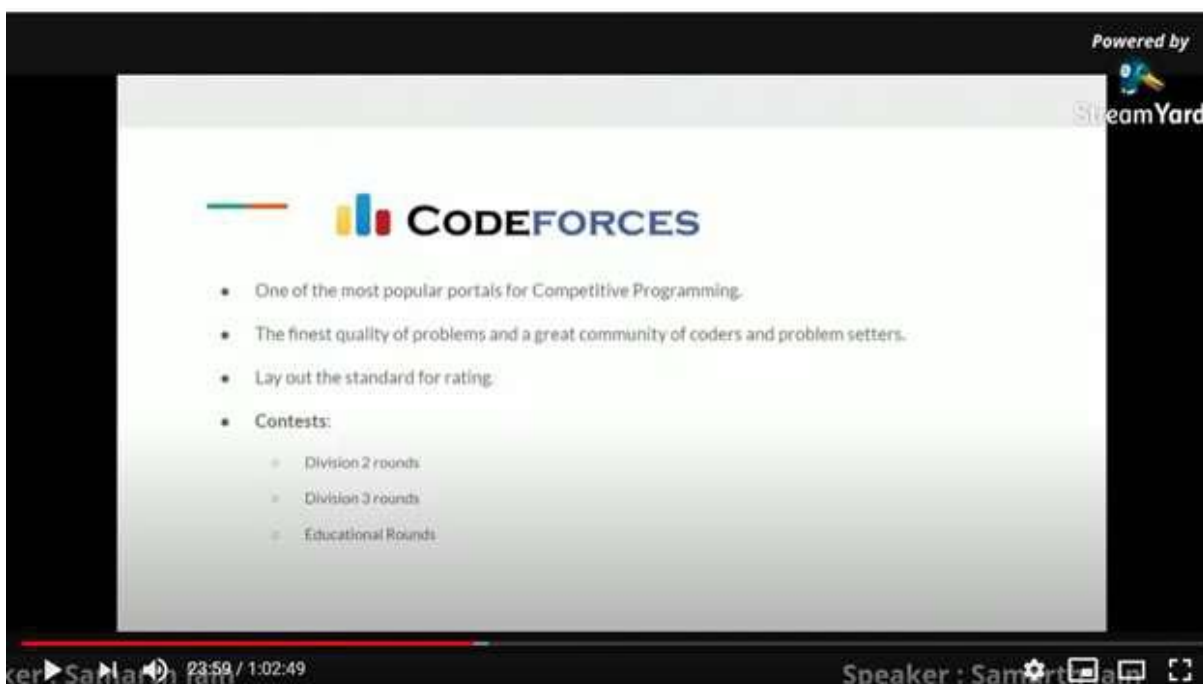 Powered by
StreamYard
CODEFORCES
One of the most popular portals for Competitive Programming.
The finest quality of problems and a great community of coders and problem setters.
Lay out the standard for rating.
Contests:
Division 2 rounds
Division 3 rounds
Educational Rounds
23:59 / 1:02:49
Speaker :